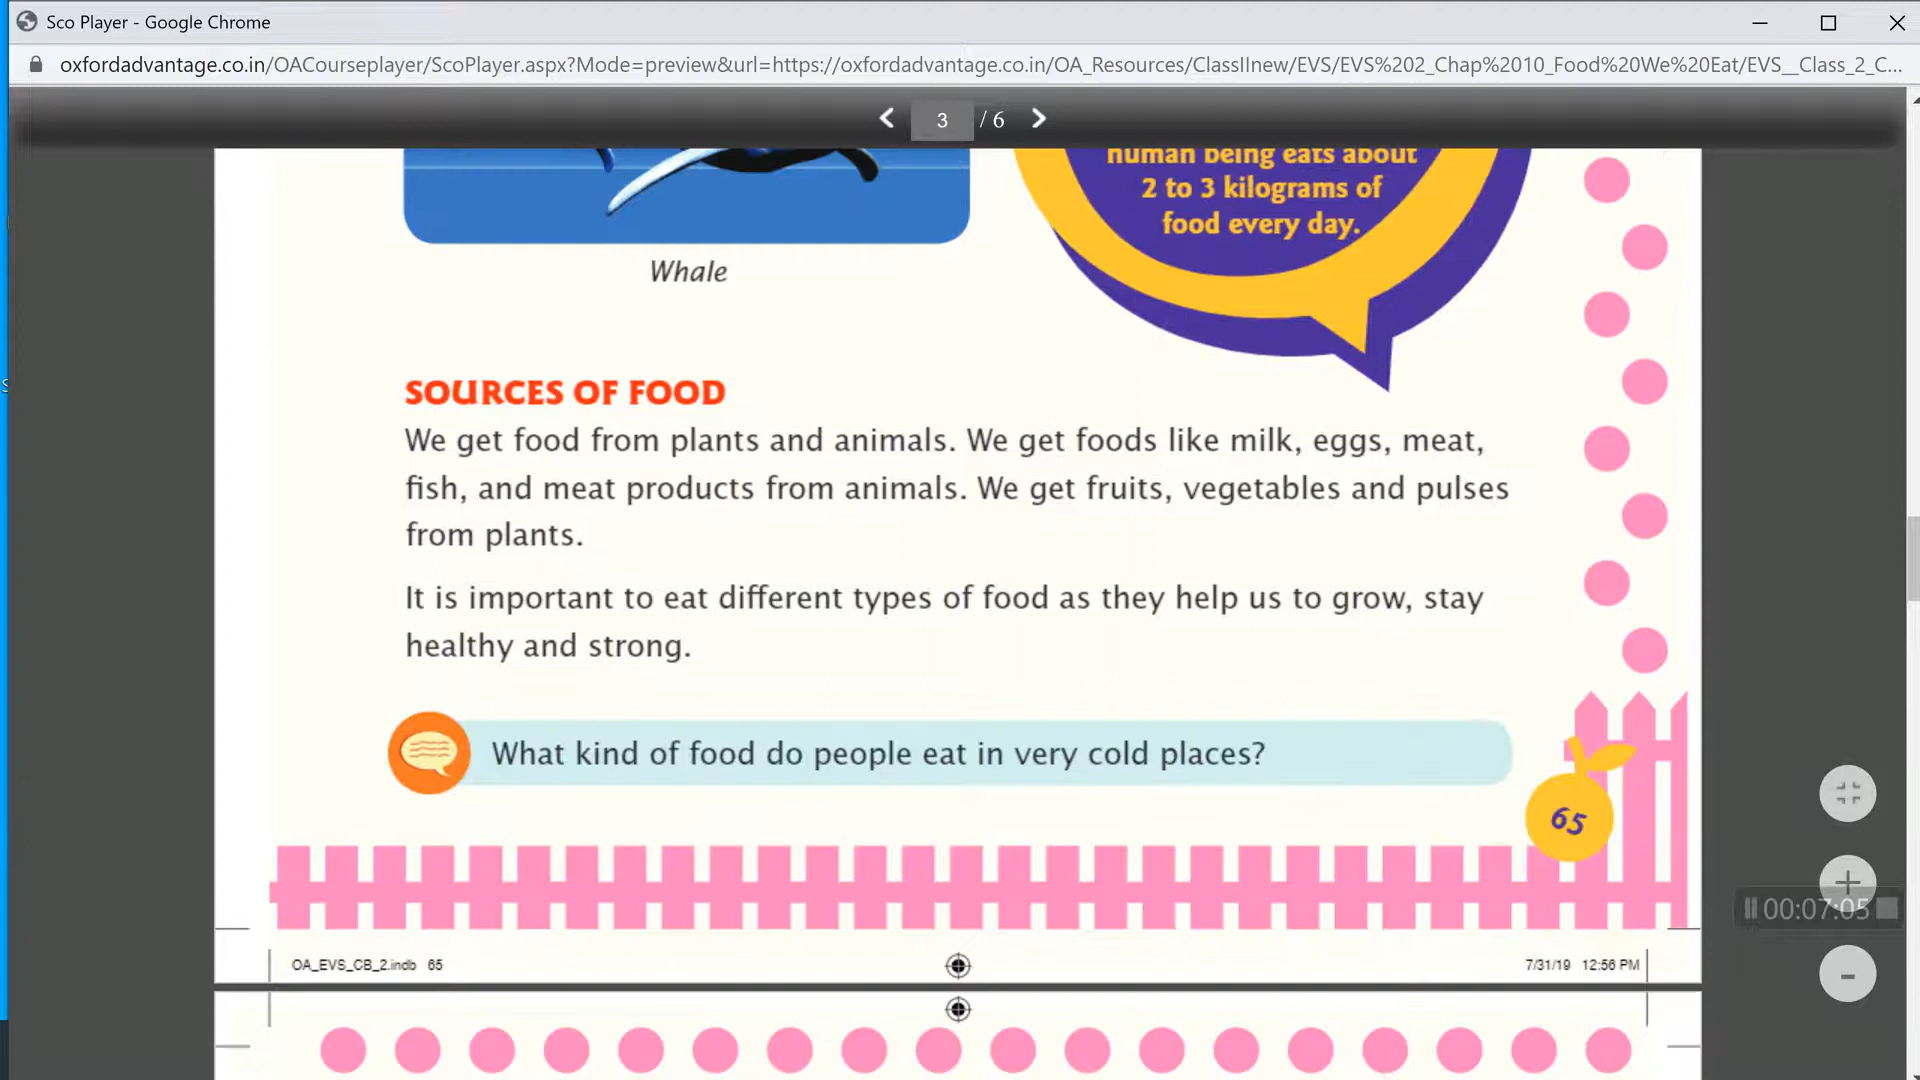 Sco Player - Google Chrome
oxfordadvantage.co.in/OACourseplayer/ScoPlayer.aspx?Mode=preview&url=https://oxfordadvantage.co.in/OA_Resources/ClassIInew/EVS/EVS%202_Chap%2010_Food%20We%20Eat/EVS__Class_2_C...
3 / 6
human being eats about
2 to 3 kilograms of
food every day.
Whale
SOURCES OF FOOD
We get food from plants and animals. We get foods like milk, eggs, meat,
fish, and meat products from animals. We get fruits, vegetables and pulses
from plants.
It is important to eat different types of food as they help us to grow, stay
healthy and strong.
What kind of food do people eat in very cold places?
65
00:07:05
OA_EVS_CB_2.indb 65
7/31/19 12:56 PM